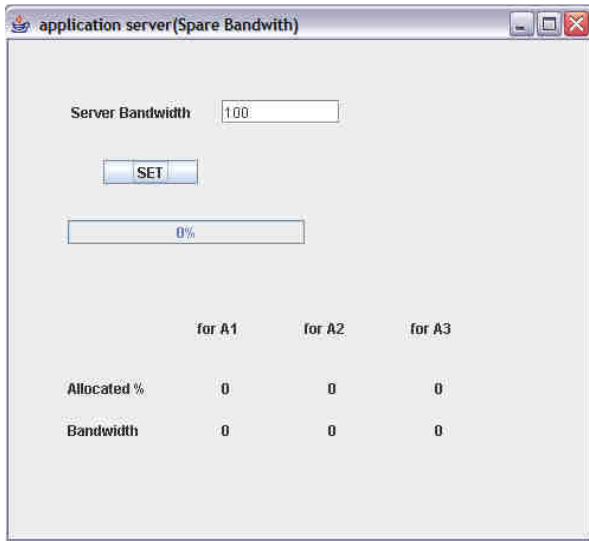 application server(Spare Bandwith)
Server Bandwidth 100
SET
0%
for A1 for A2 for A3
Allocated % 0 0 0
Bandwidth 0 0 0